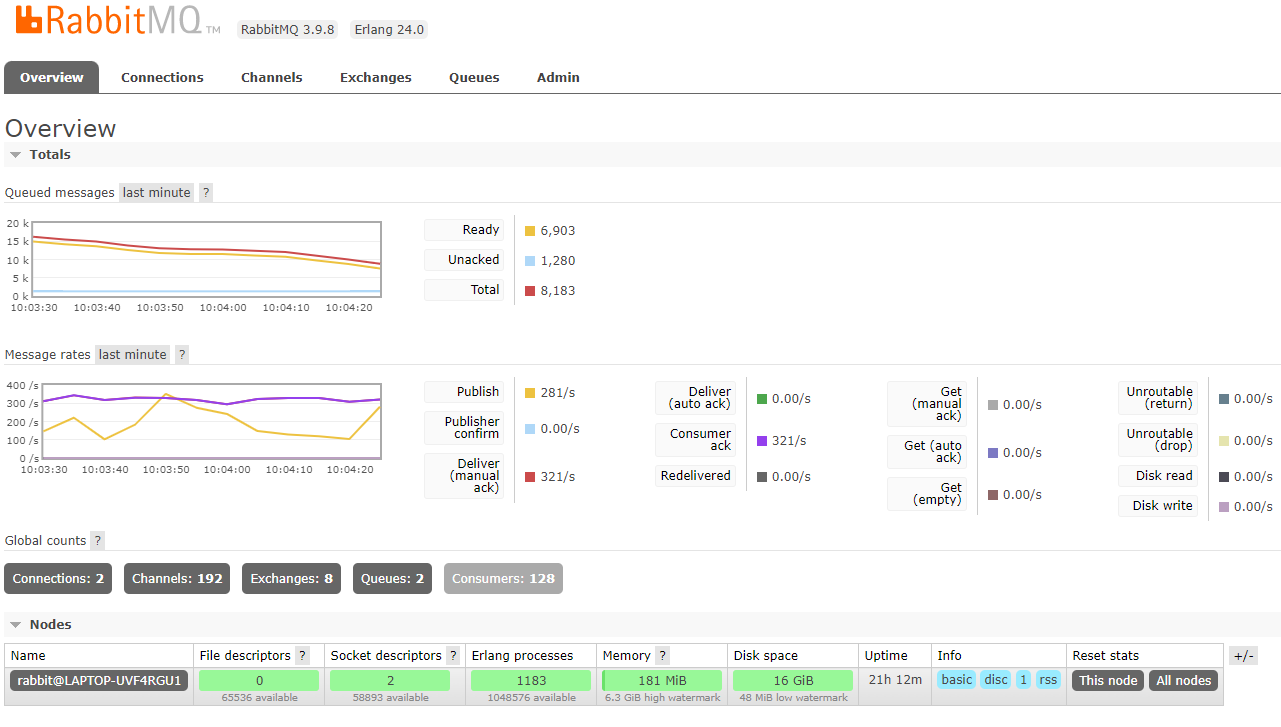 RabbitMQ TM RabbitMQ 3.9.8 Erlang 24.0
Overview Connections Channels Exchanges Queues Admin
Overview
Totals
Queued messages last minute ?
20 k
15 k
10 k
5 k
0 k
10:03:30 10:03:40 10:03:50 10:04:00 10:04:10 10:04:20
Ready 6,903
Unacked 1,280
Total 8,183
Message rates last minute ?
400 /s
300 /s
200 /s
100 /s
0 /s
10:03:30 10:03:40 10:03:50 10:04:00 10:04:10 10:04:20
Publish 281/s
Publisher
confirm 0.00/s
Deliver
(manual 321/s
ack)
Deliver
(auto ack) 0.00/s
Consumer
ack 321/s
Redelivered 0.00/s
Get
(manual 0.00/s
ack)
Get (auto
ack) 0.00/s
Get
(empty) 0.00/s
Unroutable
(return) 0.00/s
Unroutable
(drop) 0.00/s
Disk read 0.00/s
Disk write 0.00/s
Global counts ?
Connections: 2 Channels: 192 Exchanges: 8 Queues: 2 Consumers: 128
Nodes
Name File descriptors ? Socket descriptors ? Erlang processes Memory ? Disk space Uptime Info Reset stats +/-
rabbit@LAPTOP-UVF4RGU1 0 2 1183 181 MiB 16 GiB 21h 12m basic disc 1 rss This node All nodes
65536 available 58893 available 1048576 available 6.3 GiB high watermark 48 MiB low watermark